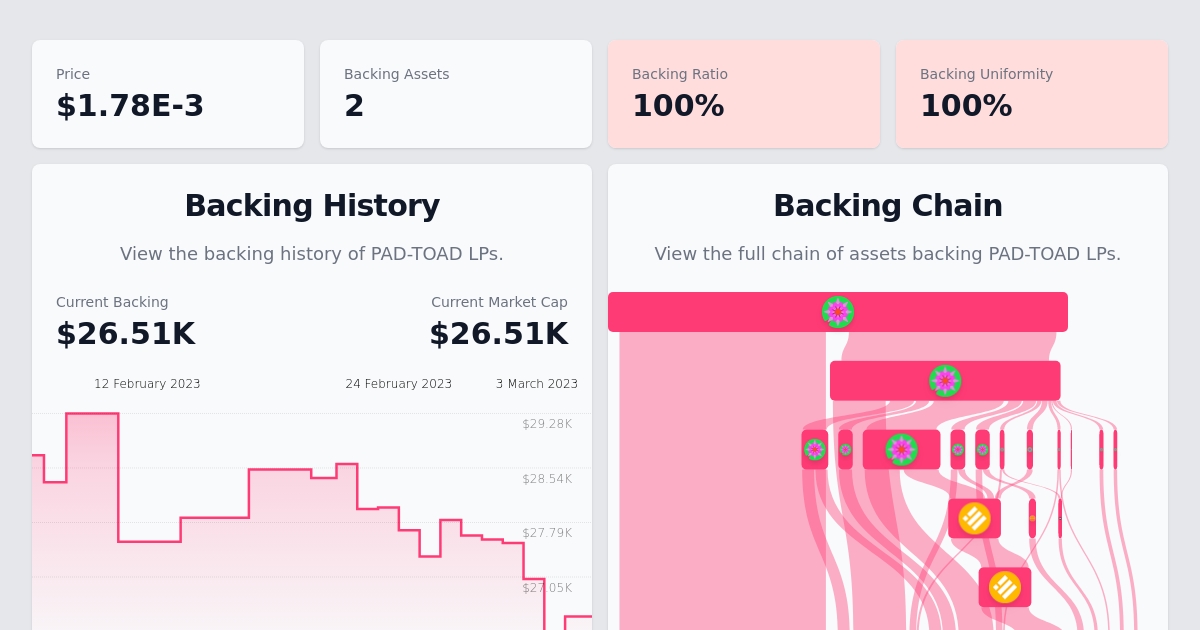 Price
$1.78E-3
Backing Assets
2
Backing Ratio
100%
Backing Uniformity
100%
Backing History
View the backing history of PAD-TOAD LPs.
Current Backing
$26.51K
Current Market Cap
$26.51K
12 February 2023
24 February 2023
3 March 2023
$29.28K
$28.54K
$27.79K
$27.05K
Backing Chain
View the full chain of assets backing PAD-TOAD LPs.